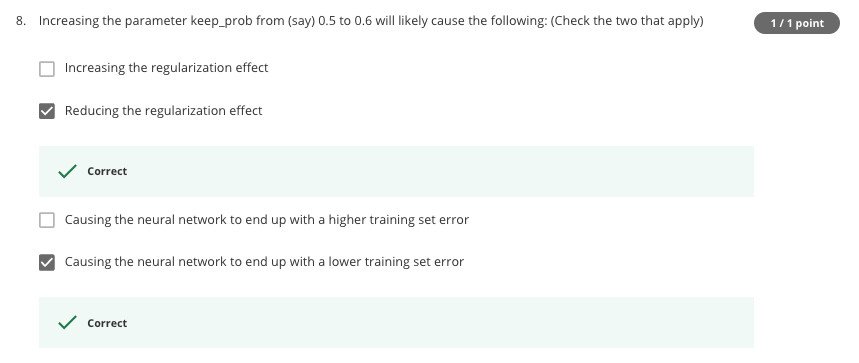 8. Increasing the parameter keep_prob from (say) 0.5 to 0.6 will likely cause the following: (Check the two that apply)
1 / 1 point
Increasing the regularization effect
Reducing the regularization effect
Correct
Causing the neural network to end up with a higher training set error
Causing the neural network to end up with a lower training set error
Correct